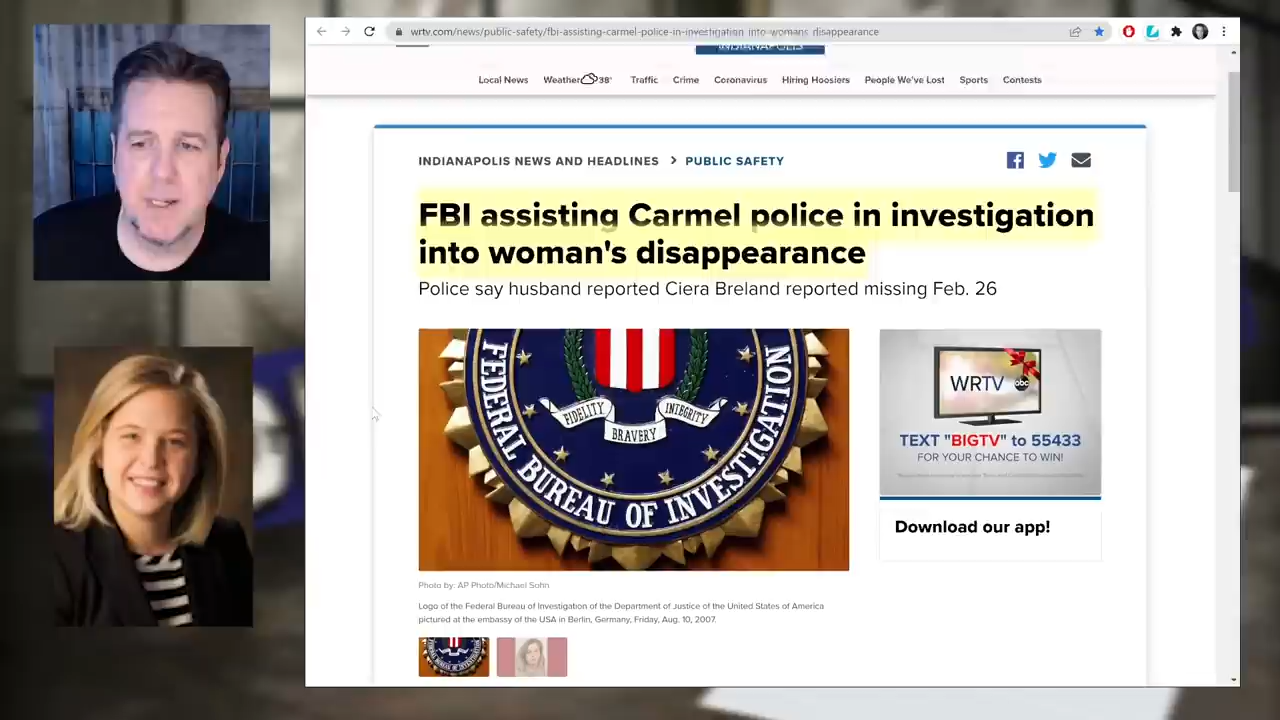 wrtv.com/news/public-safety/fbi-assisting-carmel-police-in-investigation-into-womans-disappearance
INDIANAPOLIS
Local News Weather 38° Traffic Crime Coronavirus Hiring Hoosiers People We've Lost Sports Contests
INDIANAPOLIS NEWS AND HEADLINES > PUBLIC SAFETY
FBI assisting Carmel police in investigation
into woman's disappearance
Police say husband reported Ciera Breland reported missing Feb. 26
FEDERAL BUREAU OF INVESTIGATION
FIDELITY
BRAVERY
INTEGRITY
WRTV abc
TEXT "BIGTV" to 55433
FOR YOUR CHANCE TO WIN!
Download our app!
Photo by: AP Photo/Michael Sohn
Logo of the Federal Bureau of Investigation of the Department of Justice of the United States of America
pictured at the embassy of the USA in Berlin, Germany, Friday, Aug. 10, 2007.